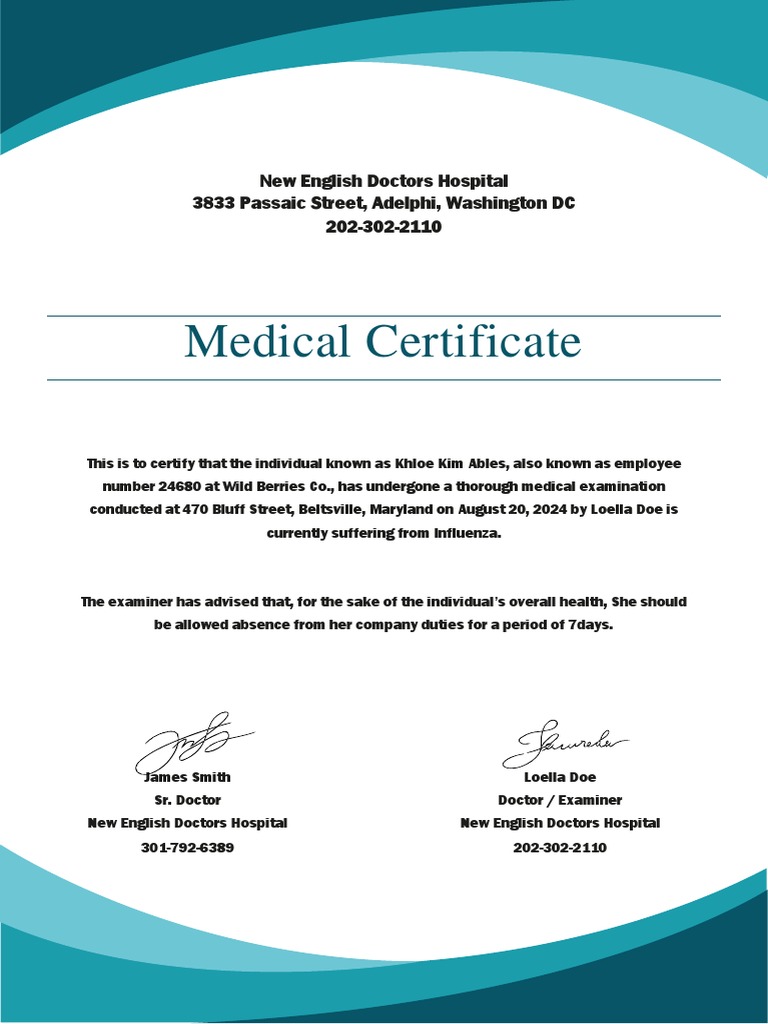 New English Doctors Hospital
3833 Passaic Street, Adelphi, Washington DC
202-302-2110
Medical Certificate
This is to certify that the individual known as Khloe Kim Ables, also known as employee
number 24680 at Wild Berries Co., has undergone a thorough medical examination
conducted at 470 Bluff Street, Beltsville, Maryland on August 20, 2024 by Loella Doe is
currently suffering from Influenza.
The examiner has advised that, for the sake of the individual's overall health, She should
be allowed absence from her company duties for a period of 7days.
James Smith
Sr. Doctor
New English Doctors Hospital
301-792-6389
Loella Doe
Doctor / Examiner
New English Doctors Hospital
202-302-2110